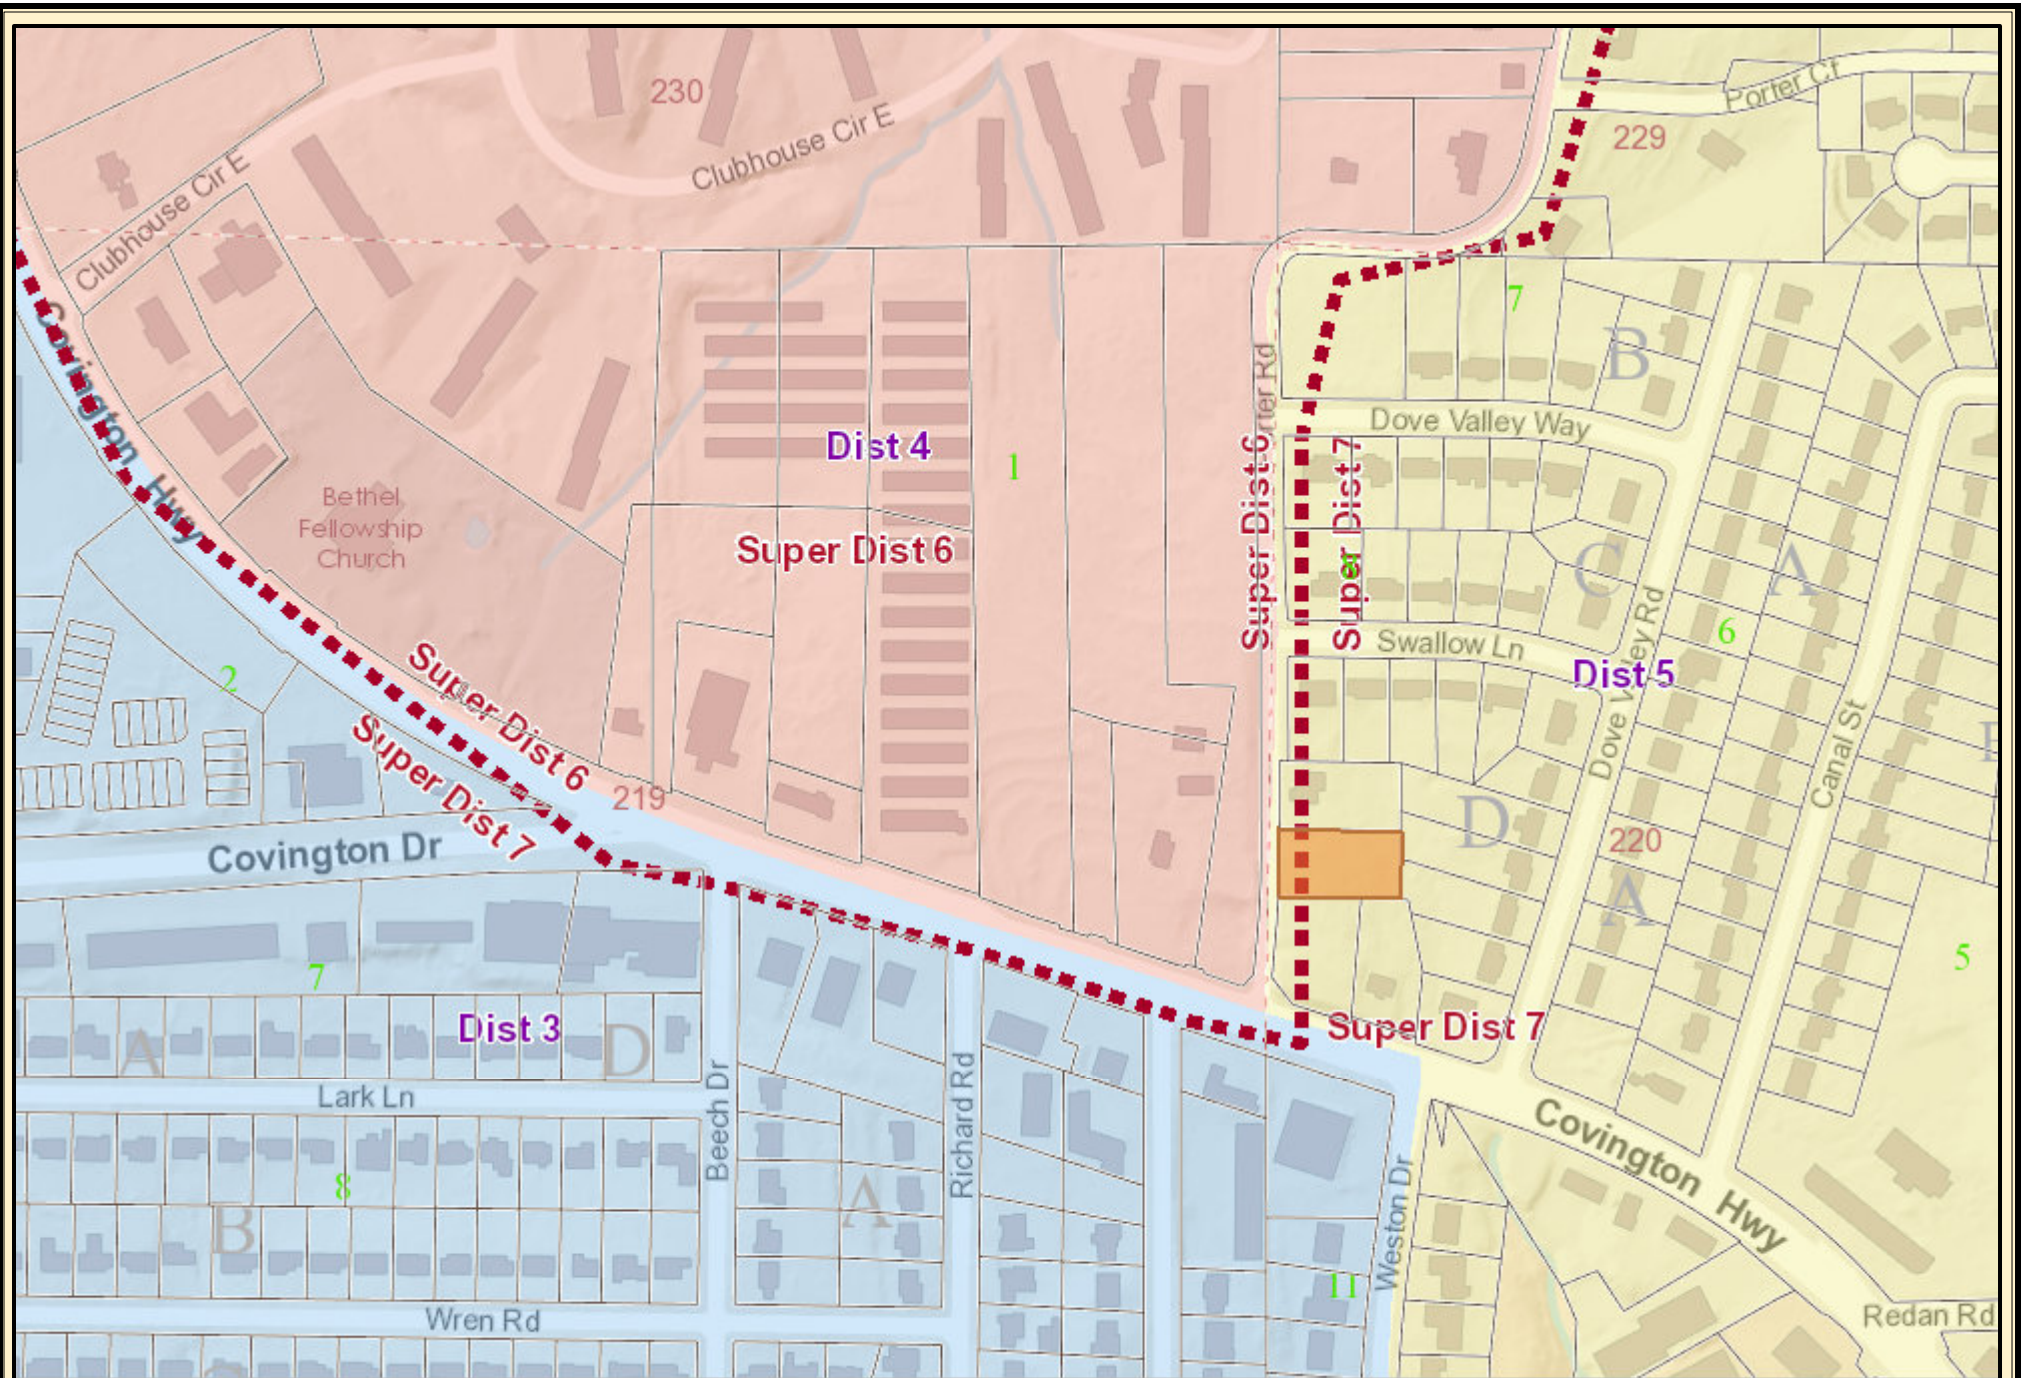 230
Clubhouse Cir E
Porter Ct
229
Clubhouse Cir E
7
B
Covington Hwy
Dove Valley Way
Dist 4
1
Super Dist 6
Super Dist 7
Bethel
Fellowship
Church
Super Dist 6
8
C
A
6
Swallow Ln
Dist 5
Dove Valley Rd
2
Super Dist 6
Super Dist 7
219
Canal St
D
220
A
Covington Dr
7
5
Dist 3
A
D
Super Dist 7
Lark Ln
Beech Dr
Richard Rd
Covington Hwy
8
B
A
Weston Dr
11
Wren Rd
Redan Rd